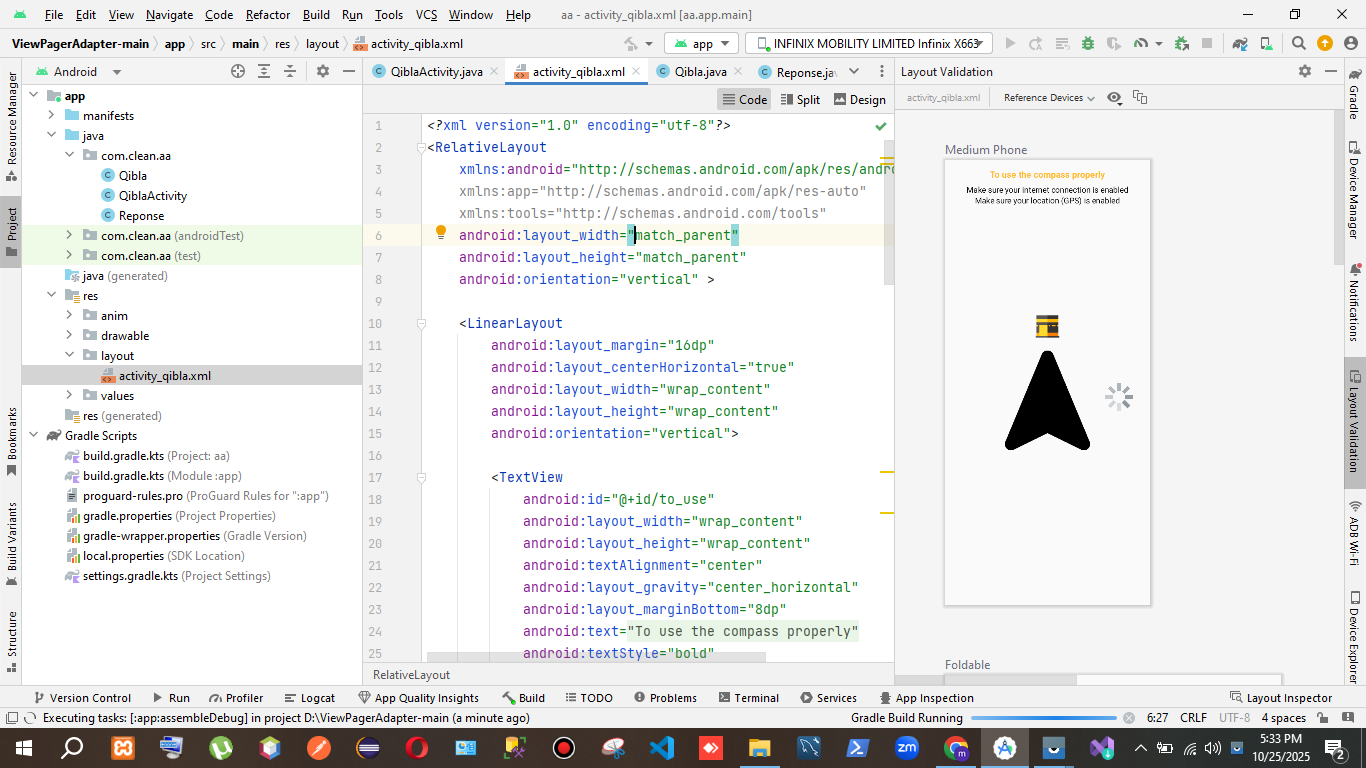 File Edit View Navigate Code Refactor Build Run Tools VCS Window Help aa - activity_qibla.xml [aa.app.main]
ViewPagerAdapter-main app src main res layout activity_qibla.xml app INFINIX MOBILITY LIMITED Infinix X663
Android
QiblaActivity.java activity_qibla.xml Qibla.java Reponse.ja
Layout Validation
Code Split Design
activity_qibla.xml Reference Devices
Resource Manager
Project
Bookmarks
Build Variants
Structure
app
manifests
java
com.clean.aa
Qibla
QiblaActivity
Reponse
com.clean.aa (androidTest)
com.clean.aa (test)
java (generated)
res
anim
drawable
layout
activity_qibla.xml
values
res (generated)
Gradle Scripts
build.gradle.kts (Project: aa)
build.gradle.kts (Module :app)
proguard-rules.pro (ProGuard Rules for ":app")
gradle.properties (Project Properties)
gradle-wrapper.properties (Gradle Version)
local.properties (SDK Location)
settings.gradle.kts (Project Settings)
1 <?xml version="1.0" encoding="utf-8"?>
2 <RelativeLayout
3 xmlns:android="http://schemas.android.com/apk/res/andro
4 xmlns:app="http://schemas.android.com/apk/res-auto"
5 xmlns:tools="http://schemas.android.com/tools"
6 android:layout_width="match_parent"
7 android:layout_height="match_parent"
8 android:orientation="vertical" >
9
10 <LinearLayout
11 android:layout_margin="16dp"
12 android:layout_centerHorizontal="true"
13 android:layout_width="wrap_content"
14 android:layout_height="wrap_content"
15 android:orientation="vertical">
16
17 <TextView
18 android:id="@+id/to_use"
19 android:layout_width="wrap_content"
20 android:layout_height="wrap_content"
21 android:textAlignment="center"
22 android:layout_gravity="center_horizontal"
23 android:layout_marginBottom="8dp"
24 android:text="To use the compass properly"
25 android:textStyle="bold"
RelativeLayout
Medium Phone
To use the compass properly
Make sure your internet connection is enabled
Make sure your location (GPS) is enabled
Foldable
Gradle
Device Manager
Notifications
Layout Validation
ADB Wi-Fi
Device Explorer
Version Control Run Profiler Logcat App Quality Insights Build TODO Problems Terminal Services App Inspection Layout Inspector
Executing tasks: [:app:assembleDebug] in project D:\ViewPagerAdapter-main (a minute ago) Gradle Build Running 6:27 CRLF UTF-8 4 spaces
zm
m
5:33 PM
10/25/2025
2